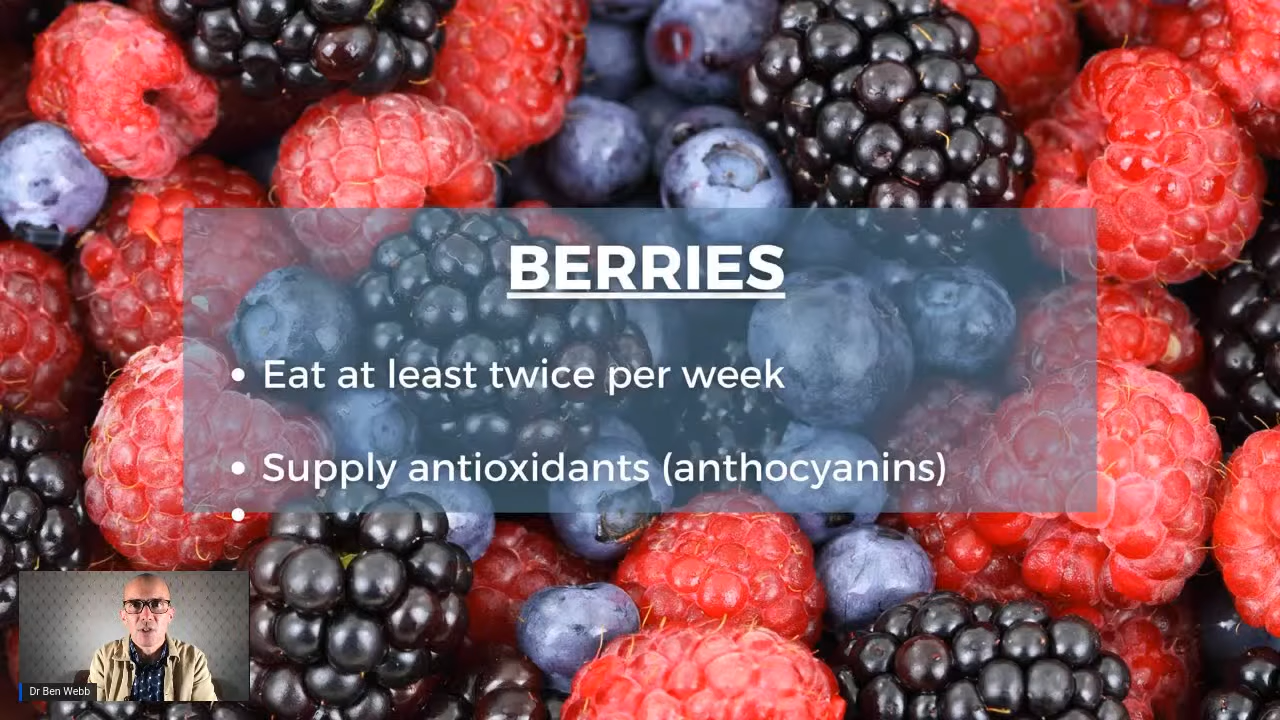 BERRIES
• Eat at least twice per week
• Supply antioxidants (anthocyanins)
•
Dr Ben Webb